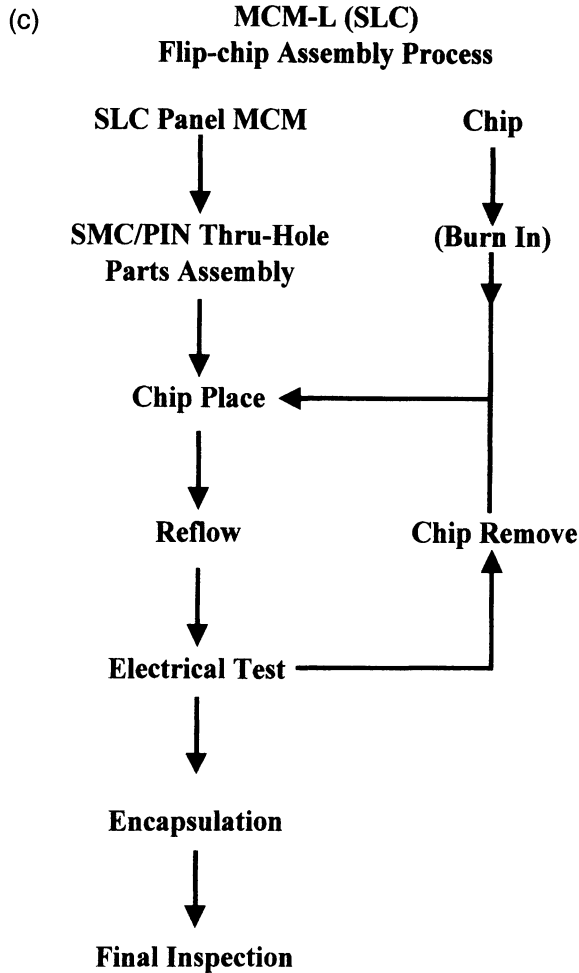 (c)
MCM-L (SLC)
Flip-chip Assembly Process
SLC Panel MCM
Chip
SMC/PIN Thru-Hole
Parts Assembly
(Burn In)
Chip Place
Reflow
Chip Remove
Electrical Test
Encapsulation
Final Inspection